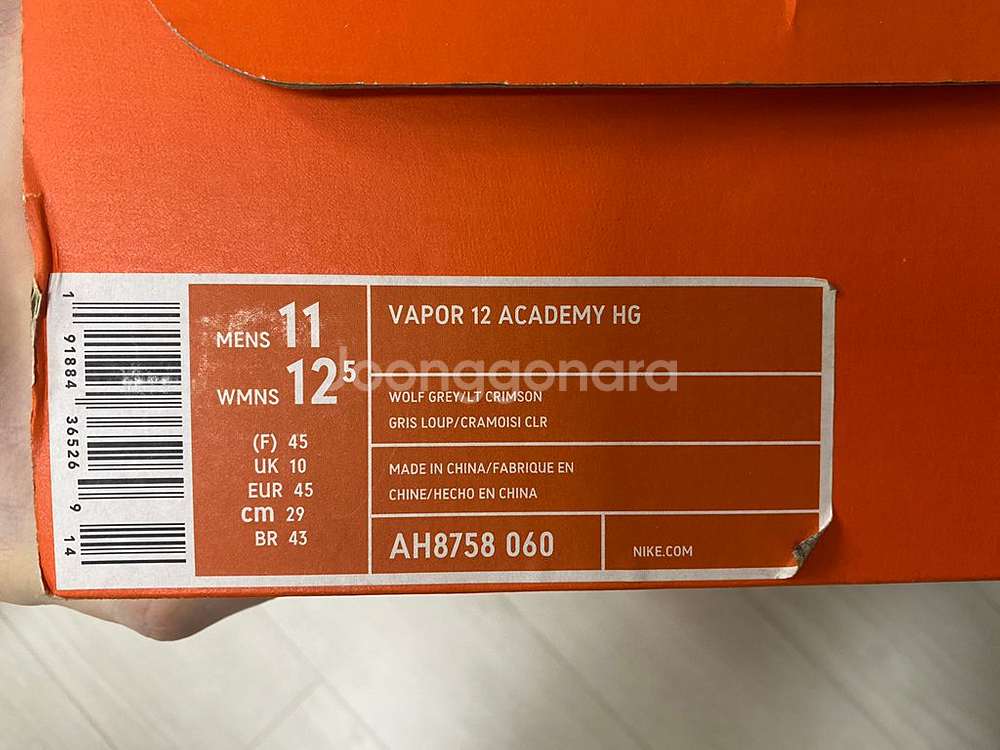 1 91884 36526 9 14
MENS 11
WMNS 12.5
(F) 45
UK 10
EUR 45
cm 29
BR 43
VAPOR 12 ACADEMY HG
joonggonara
WOLF GREY/LT CRIMSON
GRIS LOUP/CRAMOISI CLR
MADE IN CHINA/FABRIQUE EN
CHINE/HECHO EN CHINA
AH8758 060
NIKE.COM